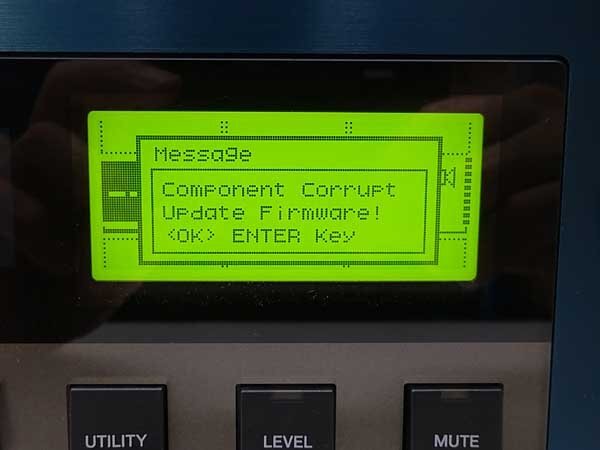 Message
Component Corrupt
Update Firmware!
<OK> ENTER Key
UTILITY
LEVEL
MUTE